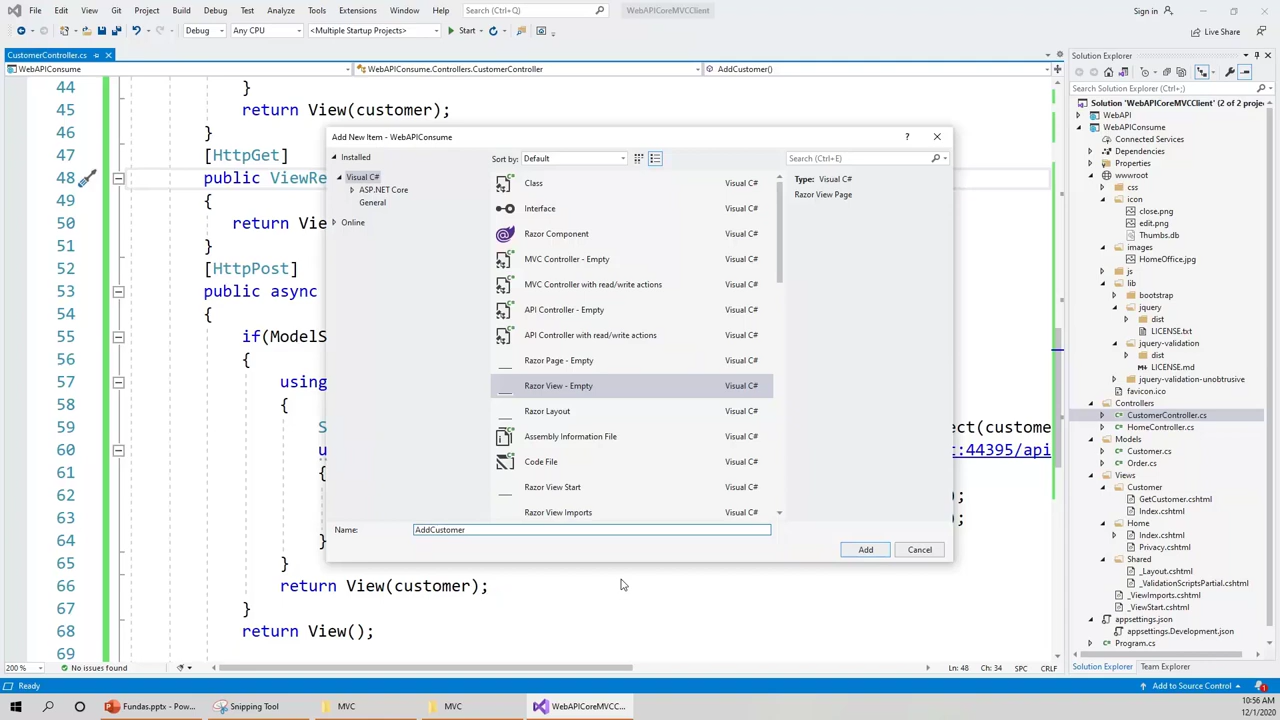 File Edit View Git Project Build Debug Test Analyze Tools Extensions Window Help Search (Ctrl+Q) WebAPICoreMVCClient Sign in
Debug Any CPU <Multiple Startup Projects> Start Live Share
CustomerController.cs
WebAPIConsume WebAPIConsume.Controllers.CustomerController AddCustomer()
44 }
45 return View(customer);
46 }
47 [HttpGet]
48 public ViewRe
49 {
50 return Vie
51 }
52 [HttpPost]
53 public async
54 {
55 if(ModelS
56 {
57 using
58 {
59 S ect(custome
60 u t:44395/api
61 {
62 );
63 );
64 }
65 }
66 return View(customer);
67 }
68 return View();
69
Add New Item - WebAPIConsume ?
Installed
Visual C#
ASP.NET Core
General
Online
Sort by: Default
Class Visual C#
Interface Visual C#
Razor Component Visual C#
MVC Controller - Empty Visual C#
MVC Controller with read/write actions Visual C#
API Controller - Empty Visual C#
API Controller with read/write actions Visual C#
Razor Page - Empty Visual C#
Razor View - Empty Visual C#
Razor Layout Visual C#
Assembly Information File Visual C#
Code File Visual C#
Razor View Start Visual C#
Razor View Imports Visual C#
Search (Ctrl+E)
Type: Visual C#
Razor View Page
Name: AddCustomer
Add Cancel
Solution Explorer
Search Solution Explorer (Ctrl+;)
Solution 'WebAPICoreMVCClient' (2 of 2 proje
WebAPI
WebAPIConsume
Connected Services
Dependencies
Properties
wwwroot
css
icon
close.png
edit.png
Thumbs.db
images
HomeOffice.jpg
js
lib
bootstrap
jquery
dist
LICENSE.txt
jquery-validation
dist
LICENSE.md
jquery-validation-unobtrusive
favicon.ico
Controllers
CustomerController.cs
HomeController.cs
Models
Customer.cs
Order.cs
Views
Customer
GetCustomer.cshtml
Index.cshtml
Home
Index.cshtml
Privacy.cshtml
Shared
_Layout.cshtml
_ValidationScriptsPartial.cshtml
_ViewImports.cshtml
_ViewStart.cshtml
appsettings.json
appsettings.Development.json
Program.cs
Solution Explorer Team Explorer
200 % No issues found Ln: 48 Ch: 34 SPC CRLF
Ready Add to Source Control 1
Fundas.pptx - Pow... Snipping Tool MVC MVC WebAPICoreMVCC...
10:56 AM
12/1/2020